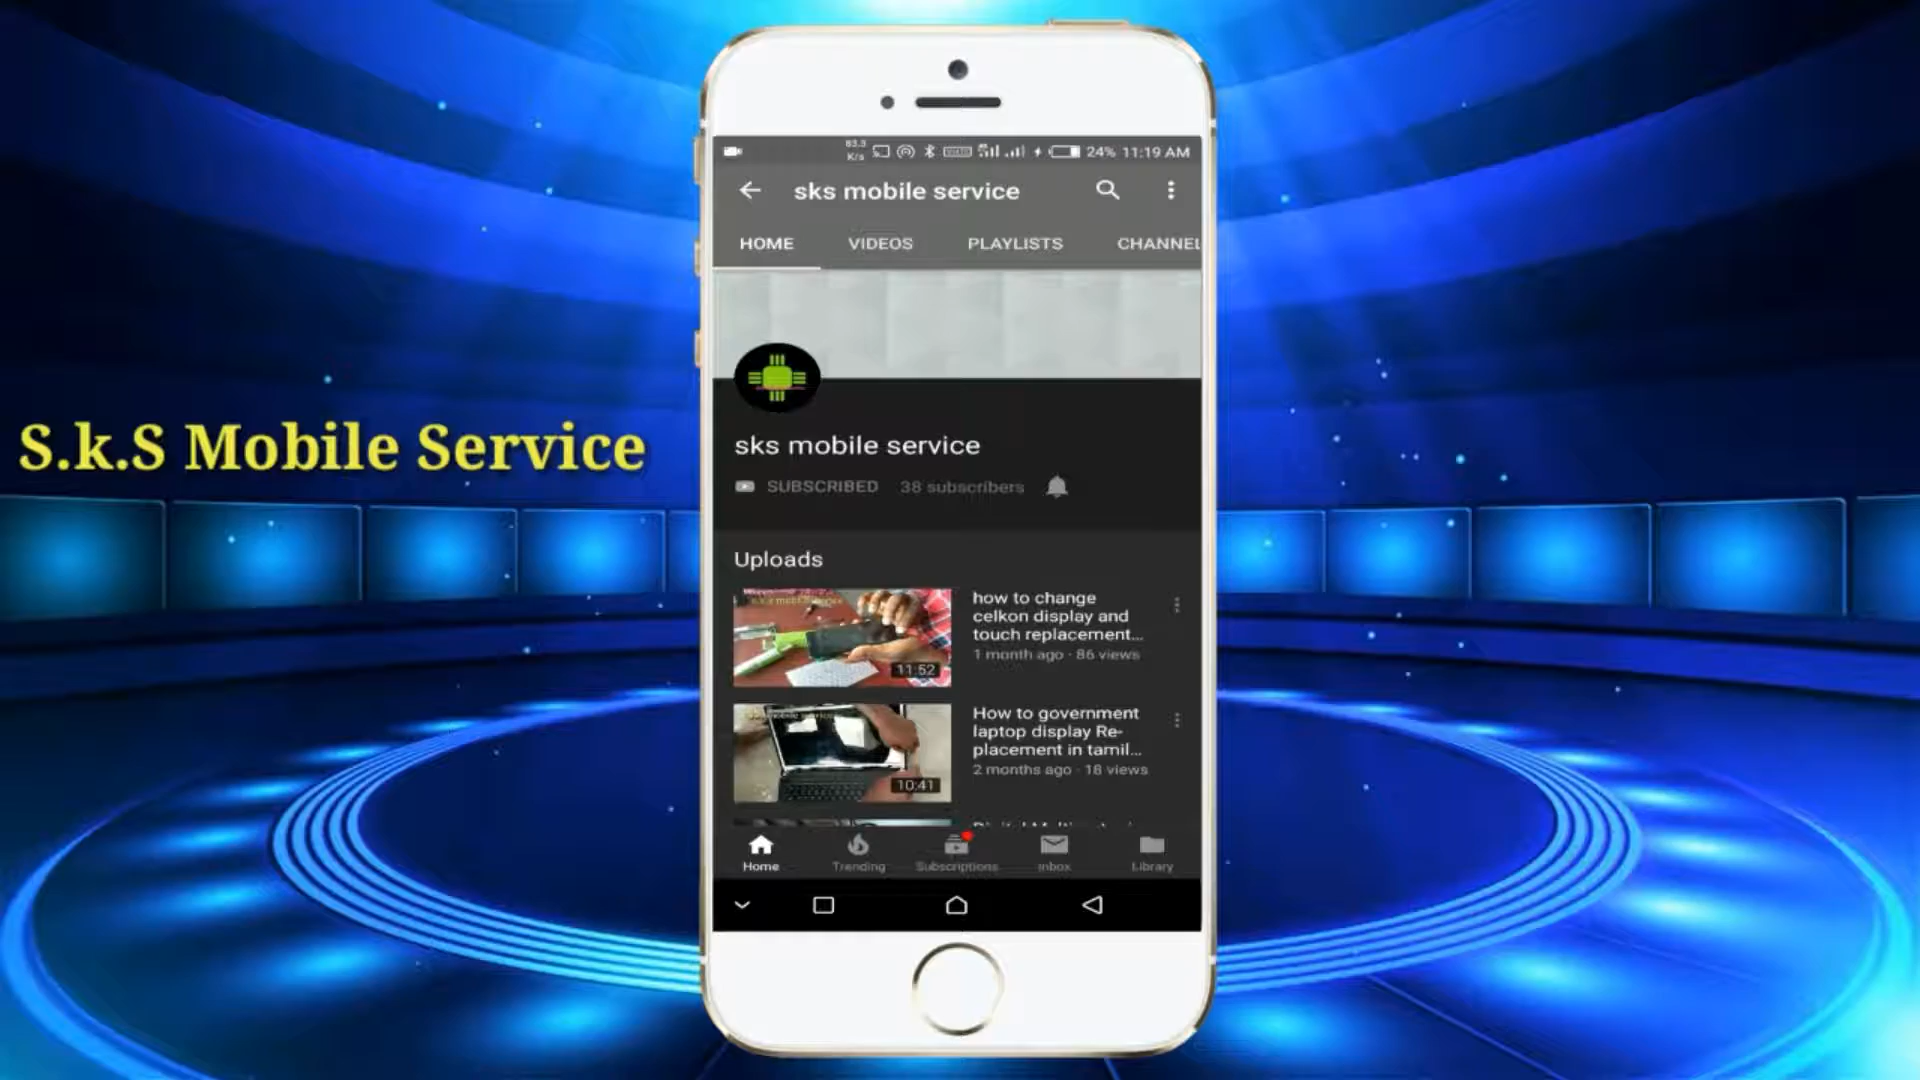 83.3
K/s
24% 11:19 AM
sks mobile service
HOME VIDEOS PLAYLISTS CHANNEL
S.k.S Mobile Service
sks mobile service
SUBSCRIBED 38 subscribers
Uploads
how to change
celkon display and
touch replacement...
1 month ago · 86 views
11:52
How to government
laptop display Re-
placement in tamil...
2 months ago · 18 views
10:41
Home Trending Subscriptions Inbox Library